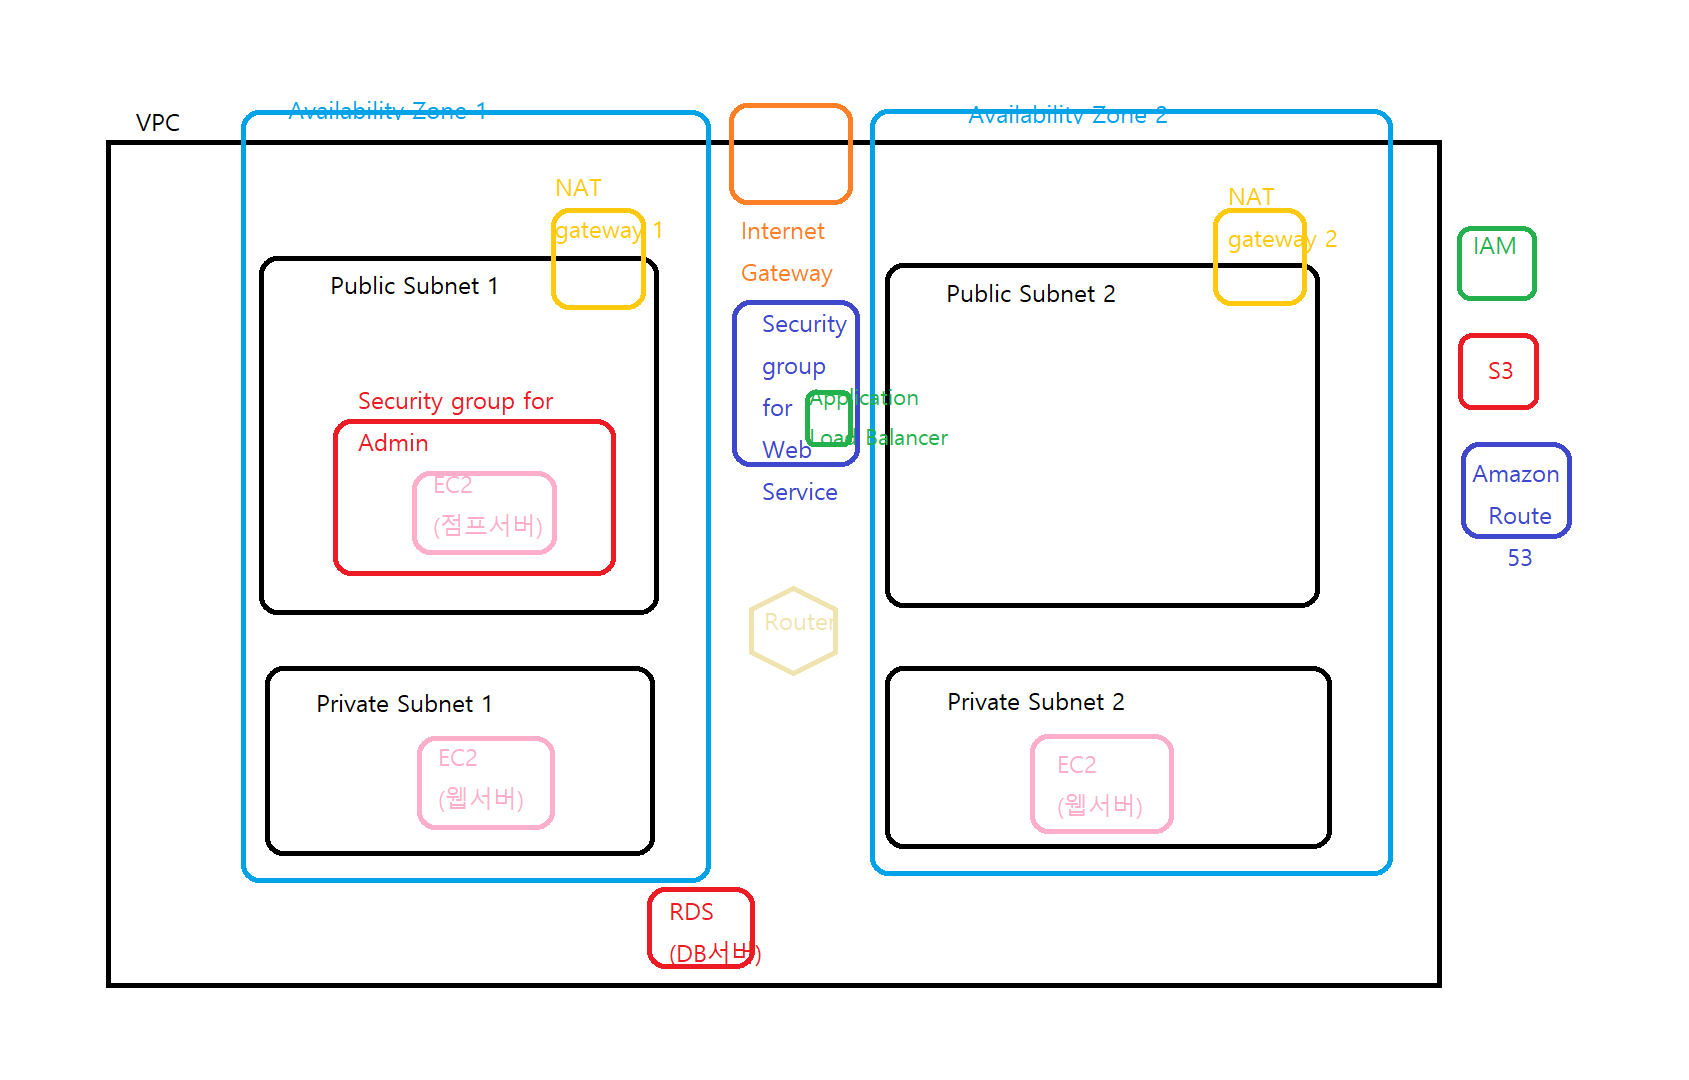 VPC
Availability Zone 1
Availability Zone 2
NAT
gateway 1
Internet
Gateway
NAT
gateway 2
IAM
Public Subnet 1
Public Subnet 2
Security
group
for
Web
Service
Application
Load Balancer
S3
Security group for
Admin
EC2
(점프서버)
Amazon
Route
53
Router
Private Subnet 1
Private Subnet 2
EC2
(웹서버)
EC2
(웹서버)
RDS
(DB서버)